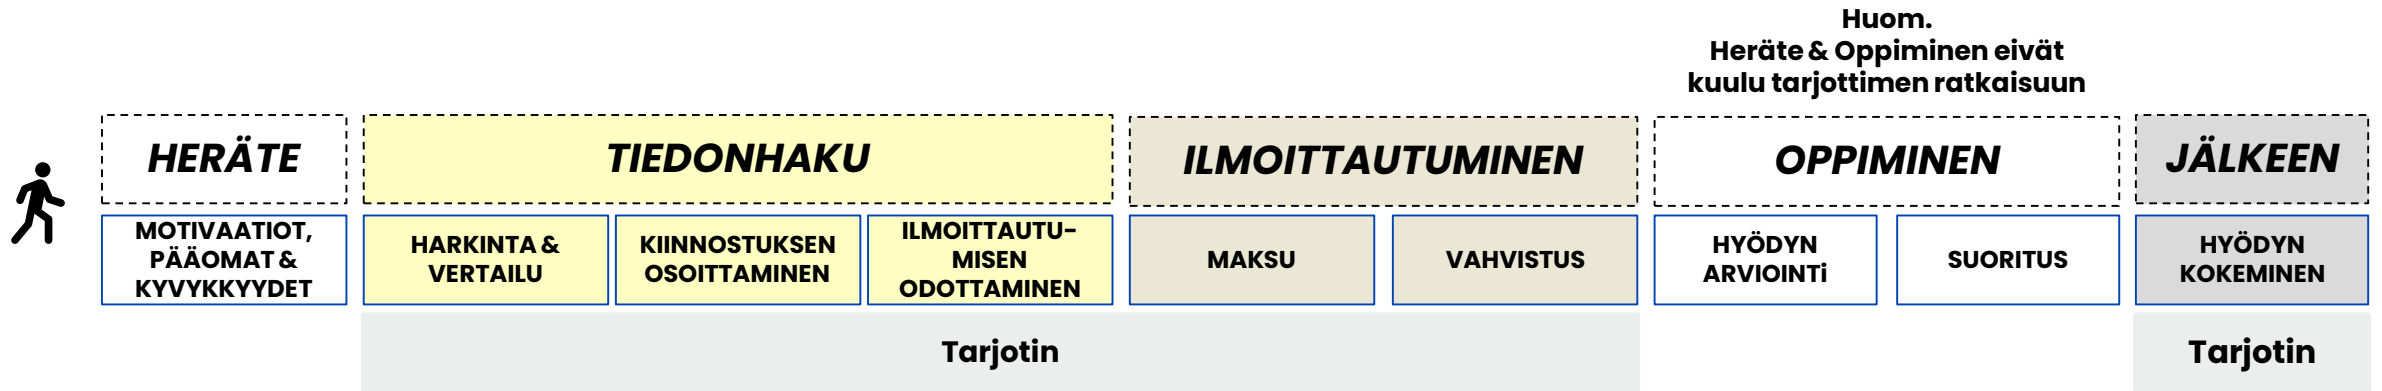 Huom.
Heräte & Oppiminen eivät
kuulu tarjottimen ratkaisuun
HERÄTE
TIEDONHAKU
ILMOITTAUTUMINEN
OPPIMINEN
JÄLKEEN
MOTIVAATIOT,
PÄÄOMAT &
KYVYKKYYDET
HARKINTA &
VERTAILU
KIINNOSTUKSEN
OSOITTAMINEN
ILMOITTAUTU-
MISEN
ODOTTAMINEN
MAKSU
VAHVISTUS
HYÖDYN
ARVIOINTi
SUORITUS
HYÖDYN
KOKEMINEN
Tarjotin
Tarjotin